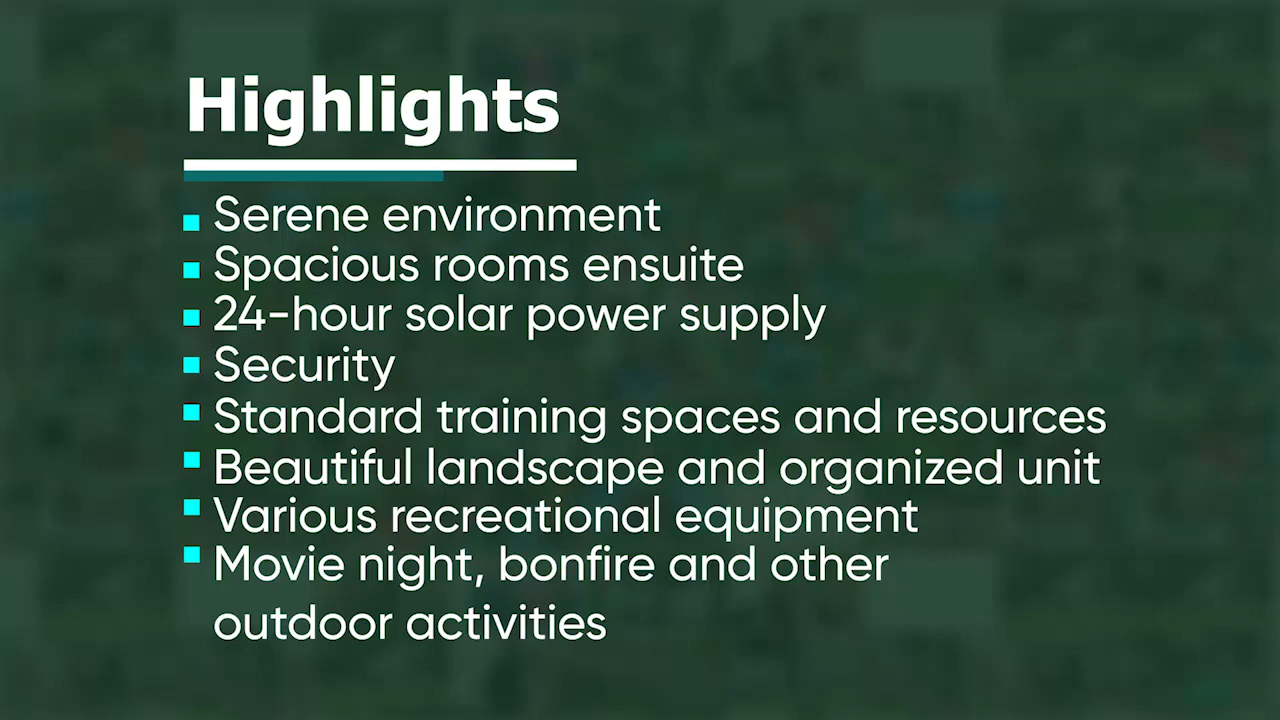 Highlights
Serene environment
Spacious rooms ensuite
24-hour solar power supply
Security
Standard training spaces and resources
Beautiful landscape and organized unit
Various recreational equipment
Movie night, bonfire and other
outdoor activities